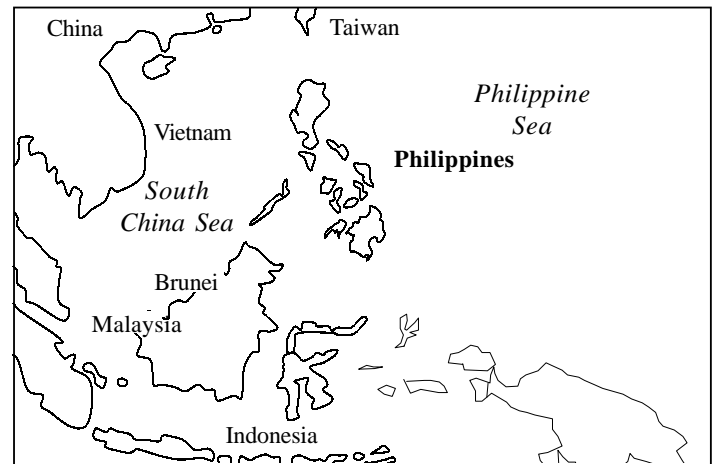 China
Taiwan
Philippine
Sea
Vietnam
Philippines
South
China Sea
Brunei
Malaysia
Indonesia